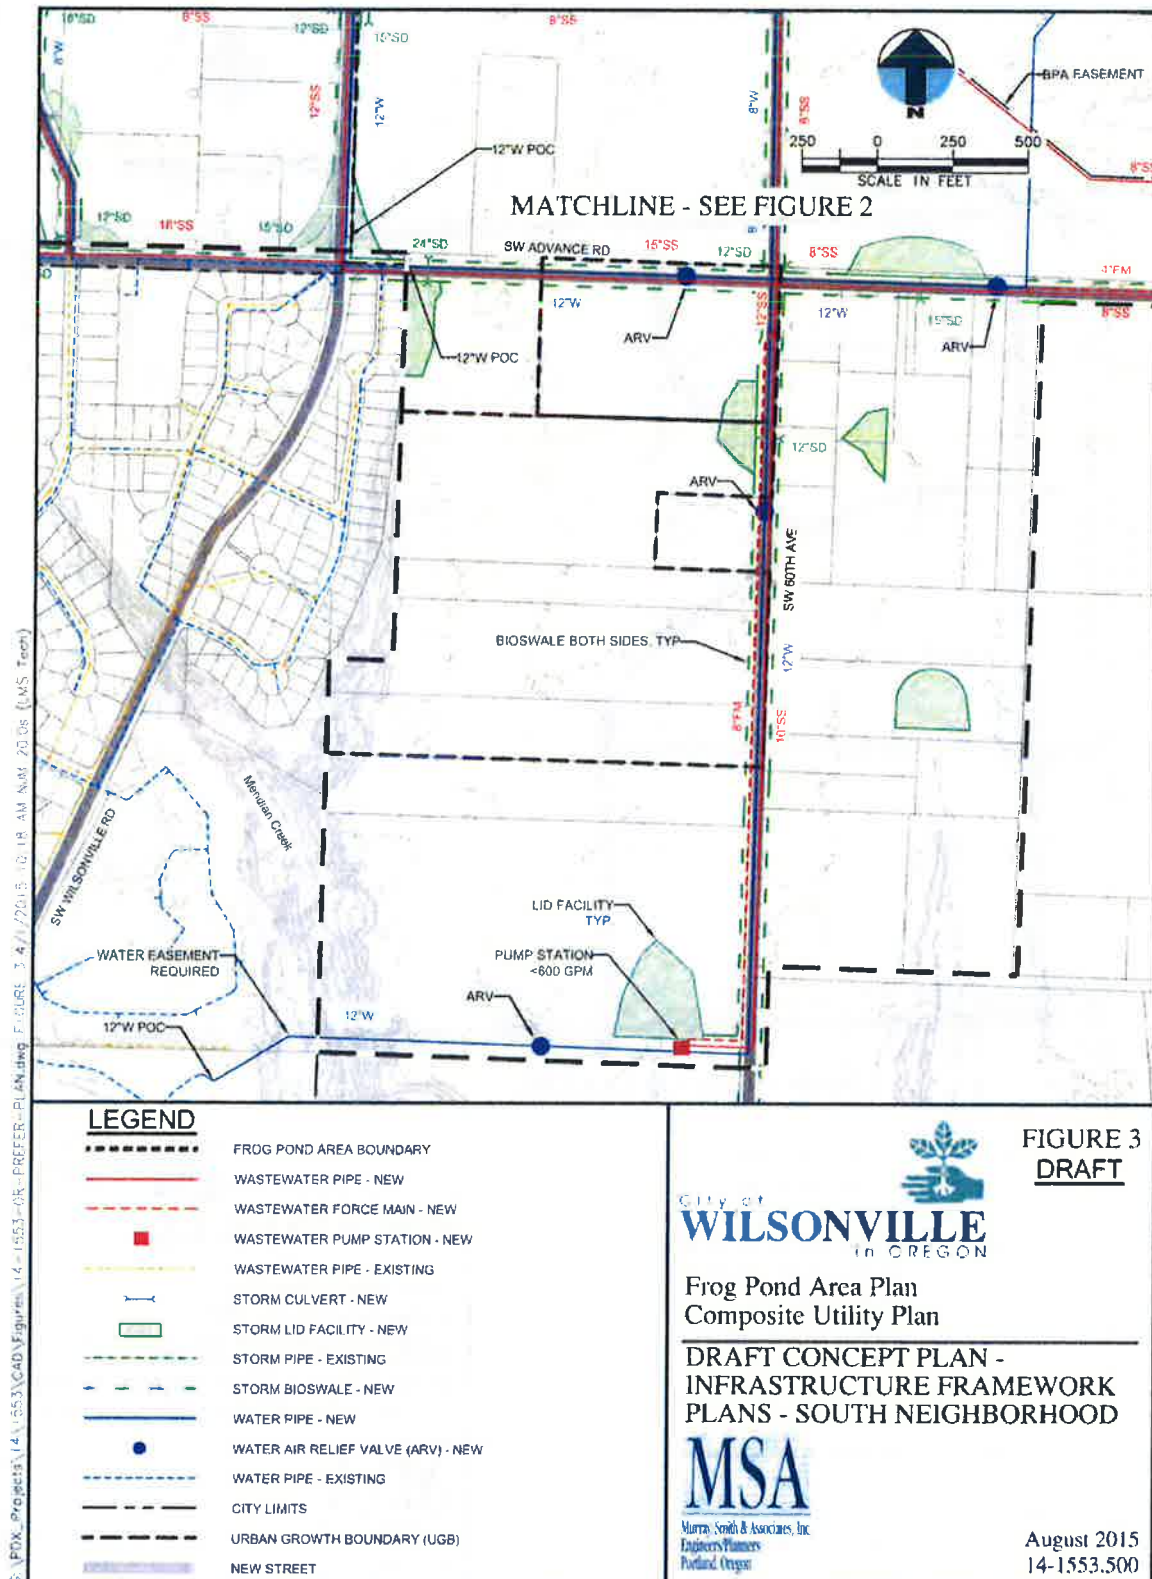 18"SD
8"SS
12"SD
15"SD
8"SS
8"W
12"SS
12"W
8"W
8"SS
BPA EASEMENT
N
250 0 250 500
SCALE IN FEET
8"SS
12"W POC
MATCHLINE - SEE FIGURE 2
12"SD
18"SS
15"SD
24"SD
SW ADVANCE RD
15"SS
12"SD
8"SS
4"FM
12"W
12"SS
12"W
15"SD
8"SS
ARV
ARV
12"W POC
12"SD
ARV
SW 60TH AVE
BIOSWALE BOTH SIDES, TYP
12"W
8"FM
10"SS
Meridian Creek
SW WILSONVILLE RD
LID FACILITY
TYP
WATER EASEMENT
REQUIRED
PUMP STATION
<600 GPM
ARV
12"W
12"W POC
LEGEND
FROG POND AREA BOUNDARY
WASTEWATER PIPE - NEW
WASTEWATER FORCE MAIN - NEW
WASTEWATER PUMP STATION - NEW
WASTEWATER PIPE - EXISTING
STORM CULVERT - NEW
STORM LID FACILITY - NEW
STORM PIPE - EXISTING
STORM BIOSWALE - NEW
WATER PIPE - NEW
WATER AIR RELIEF VALVE (ARV) - NEW
WATER PIPE - EXISTING
CITY LIMITS
URBAN GROWTH BOUNDARY (UGB)
NEW STREET
FIGURE 3
DRAFT
City of
WILSONVILLE
in OREGON
Frog Pond Area Plan
Composite Utility Plan
DRAFT CONCEPT PLAN -
INFRASTRUCTURE FRAMEWORK
PLANS - SOUTH NEIGHBORHOOD
MSA
Murray, Smith & Associates, Inc
Engineers/Planners
Portland, Oregon
August 2015
14-1553.500